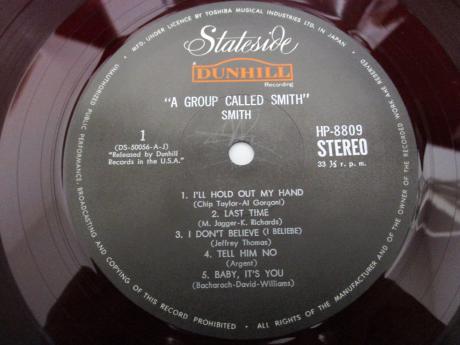 • MFD. UNDER LICENCE BY TOSHIBA MUSICAL INDUSTRIES LTD. IN JAPAN • ALL RIGHTS OF THE MANUFACTURER AND OF THE OWNER OF THE RECORDED WORK ARE RESERVED •
UNAUTHORIZED PUBLIC PERFORMANCE, BROADCASTING AND COPYING OF THIS RECORD PROHIBITED
Stateside
A
DUNHILL
Recording
"A GROUP CALLED SMITH"
SMITH
1
(DS-50056-A-J)
"Released by Dunhill
Records in the U.S.A."
HP-8809
STEREO
33 ⅓ r. p. m.
1. I'LL HOLD OUT MY HAND
(Chip Taylor-Al Gorgoni)
2. LAST TIME
(M. Jagger-K. Richards)
3. I DON'T BELIEVE (I BELIEBE)
(Jeffrey Thomas)
4. TELL HIM NO
(Argent)
5. BABY, IT'S YOU
(Bacharach-David-Williams)